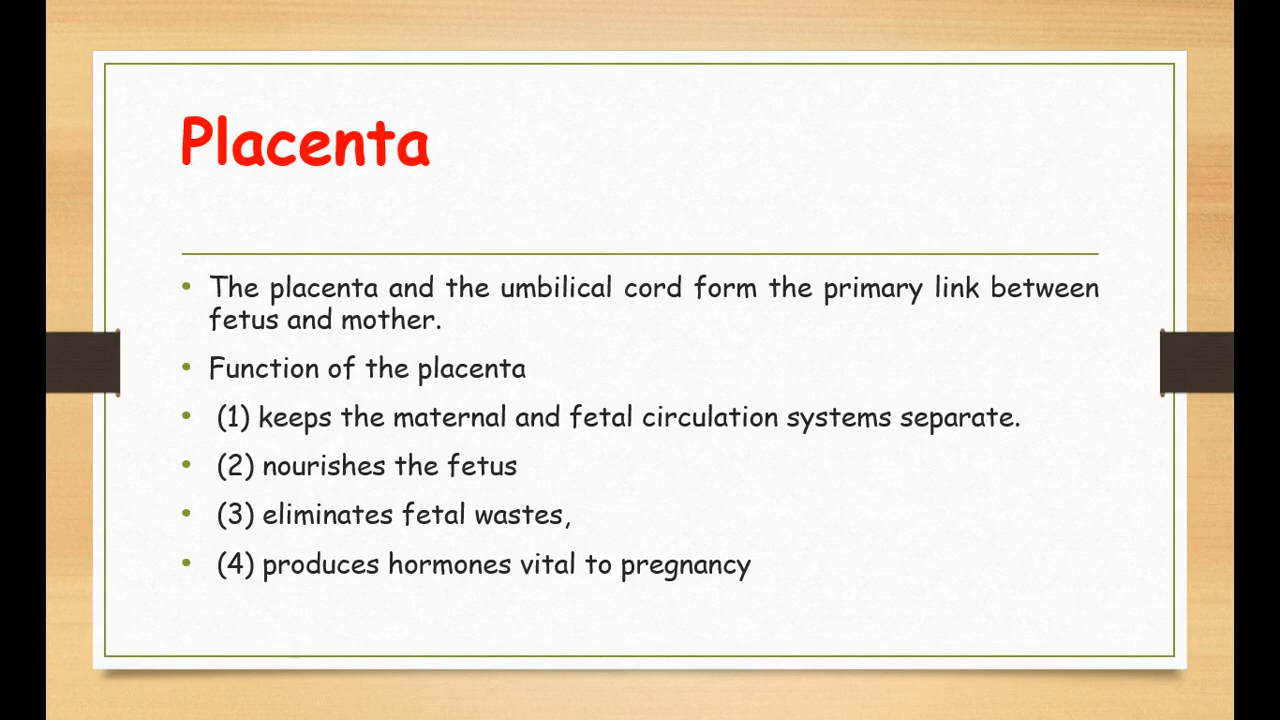 Placenta
• The placenta and the umbilical cord form the primary link between
fetus and mother.
• Function of the placenta
• (1) keeps the maternal and fetal circulation systems separate.
• (2) nourishes the fetus
• (3) eliminates fetal wastes,
• (4) produces hormones vital to pregnancy